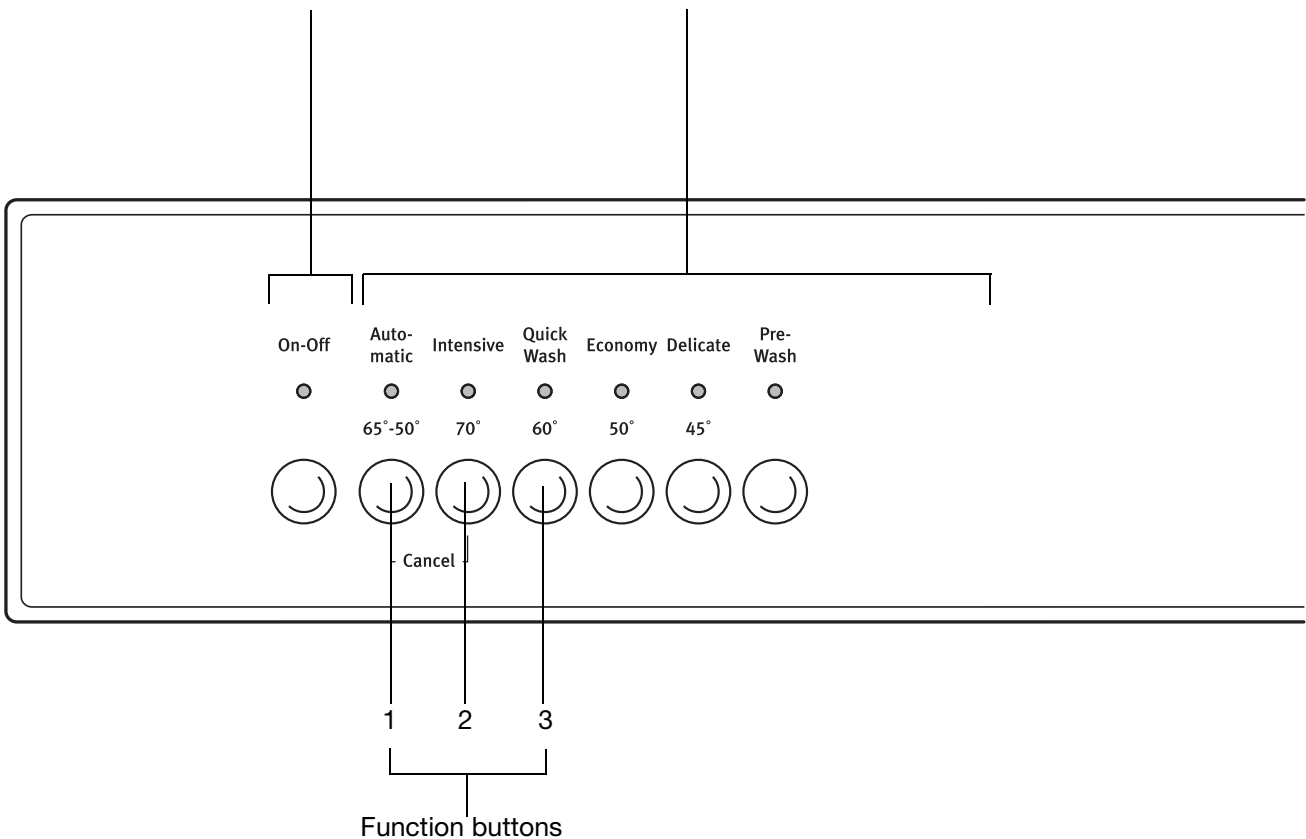 On-Off
Auto-
matic
Intensive
Quick
Wash
Economy
Delicate
Pre-
Wash
65°-50°
70°
60°
50°
45°
Cancel
1
2
3
Function buttons